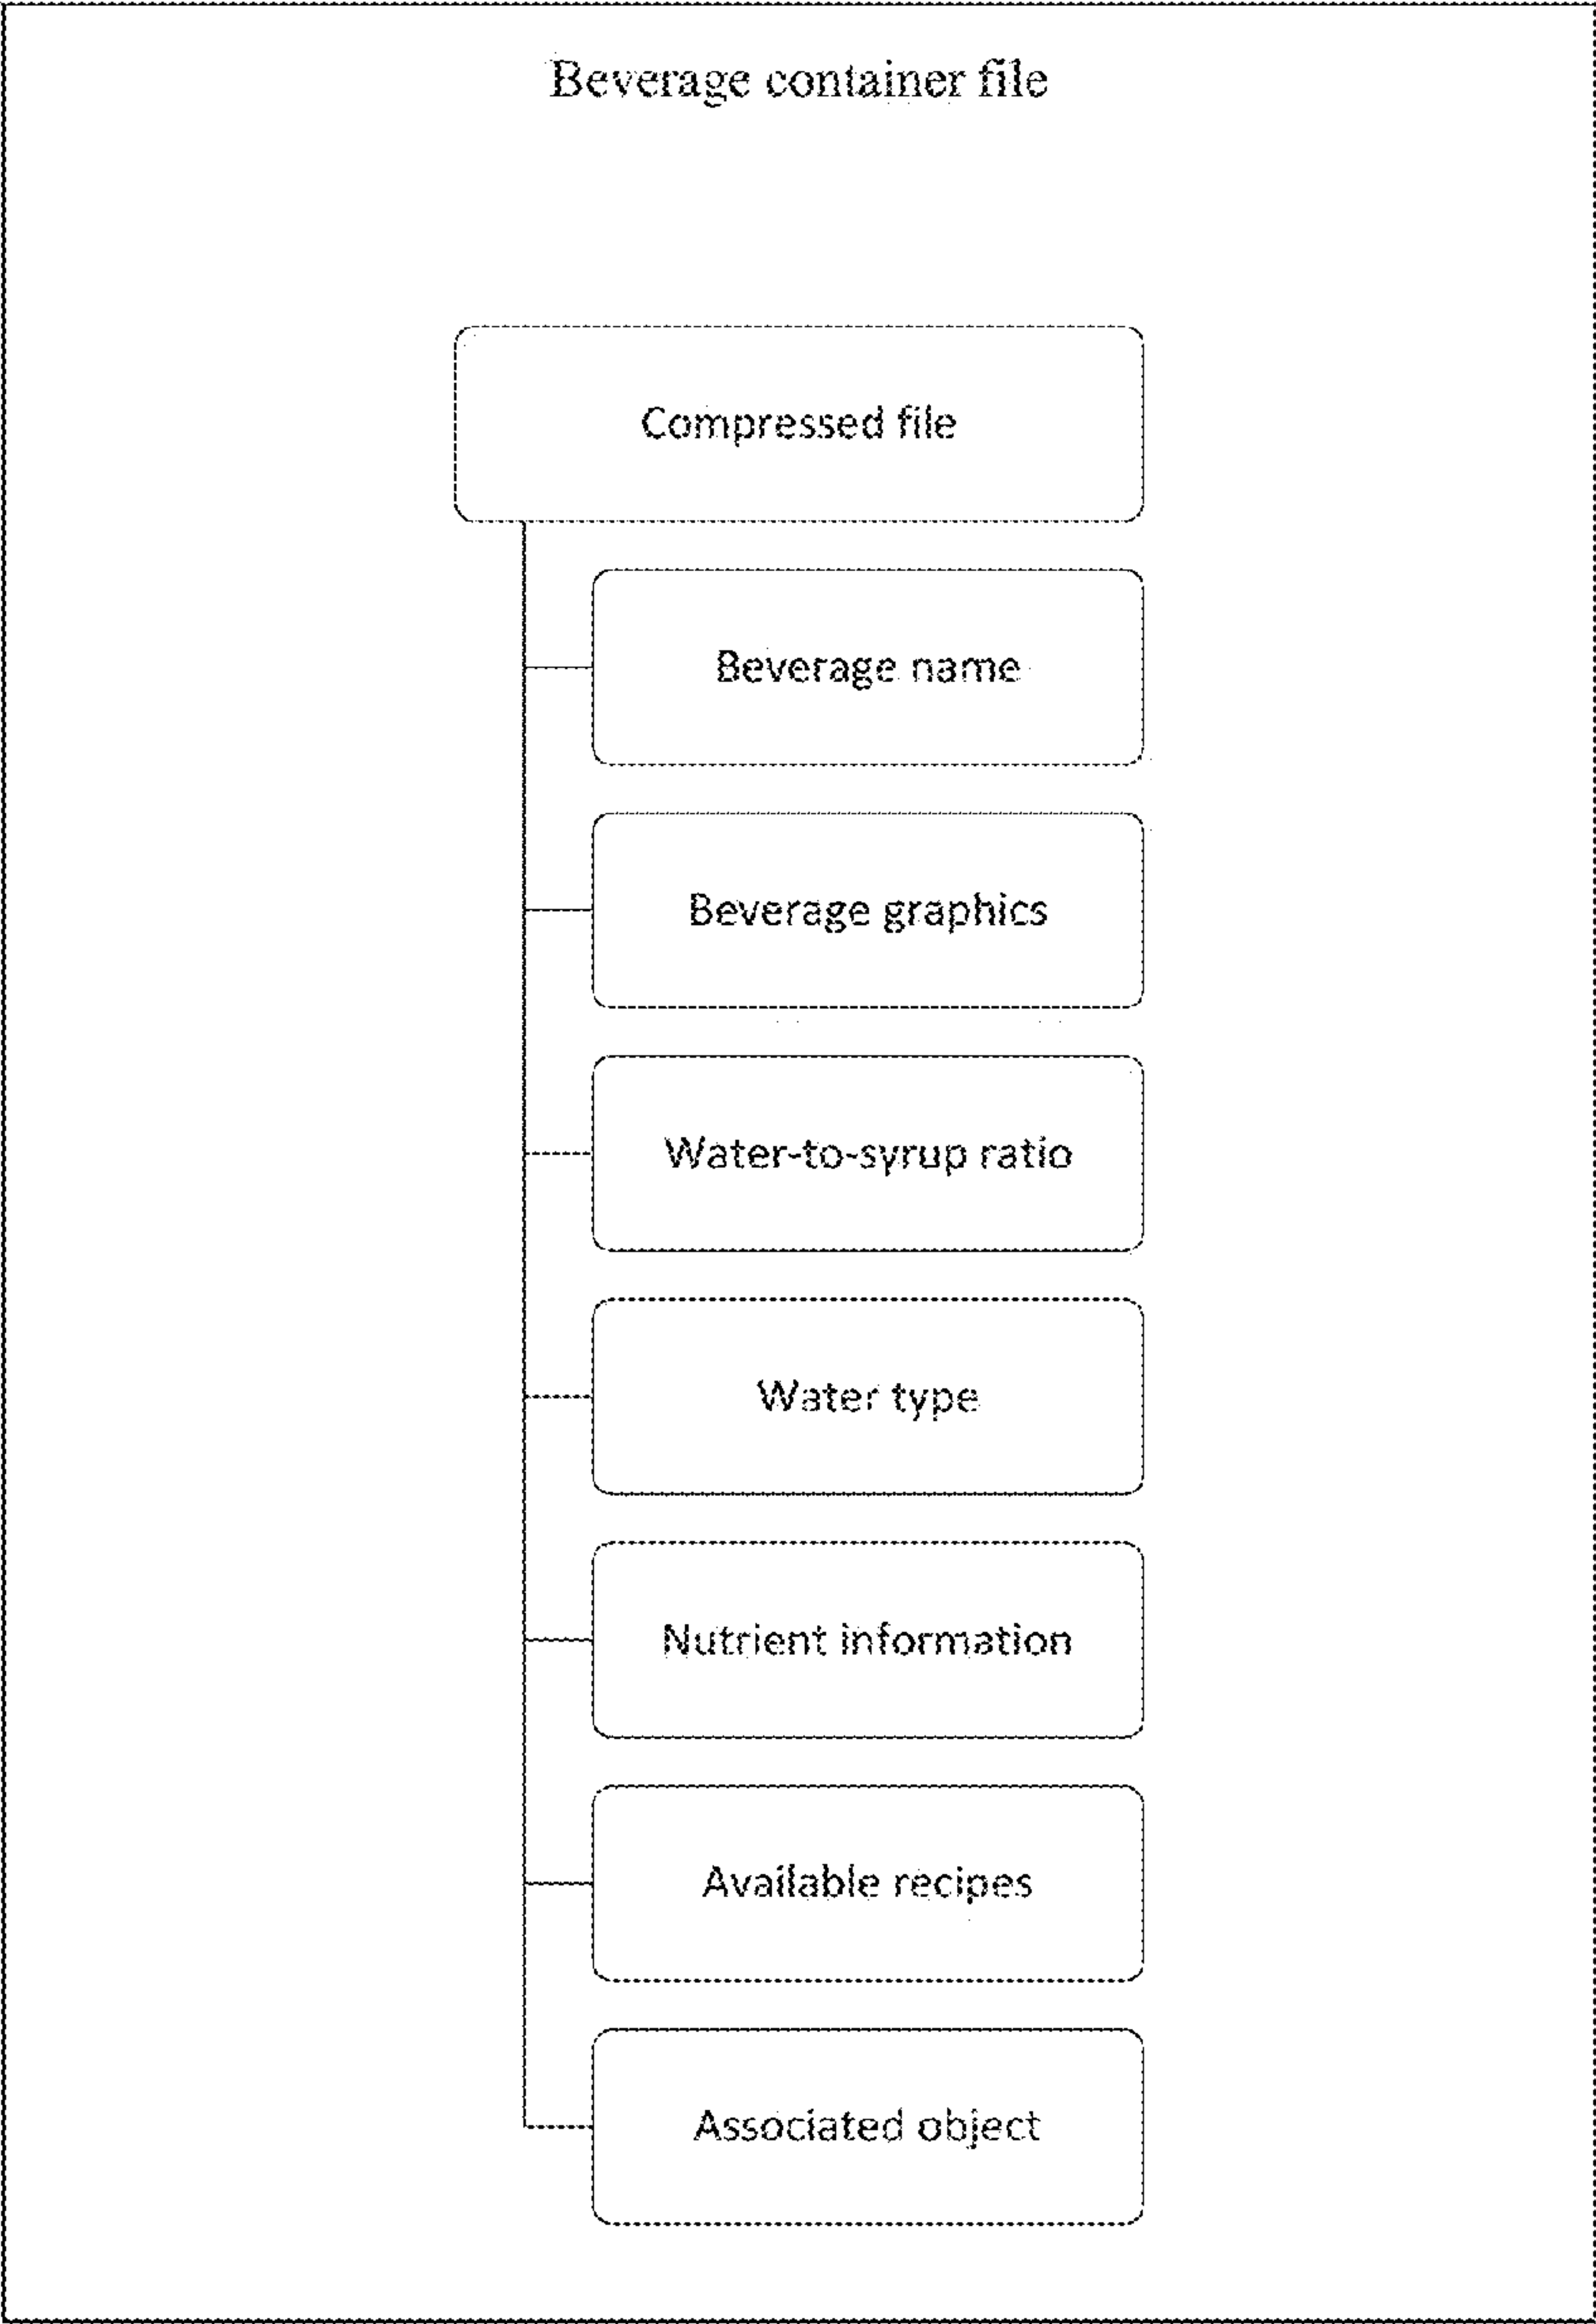 Beverage container file
Compressed file
Beverage name
Beverage graphics
Water-to-syrup ratio
Water type
Nutrient information
Available recipes
Associated object